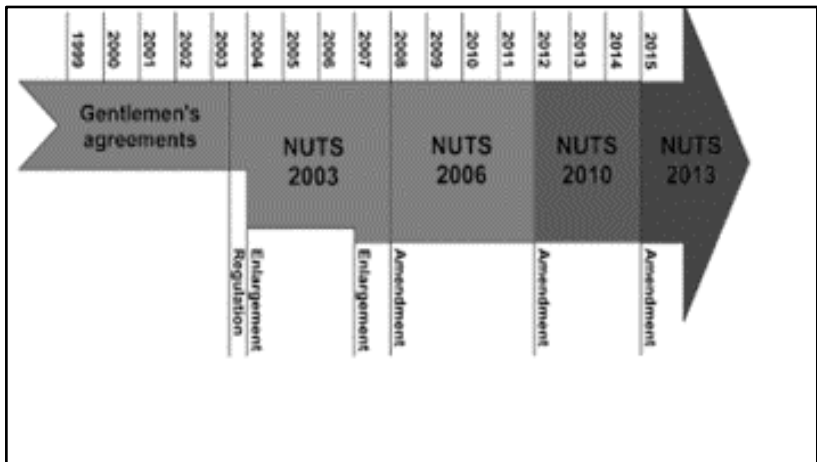 1999
2000
2001
2002
2003
2004
2005
2006
2007
2008
2009
2010
2011
2012
2013
2014
2015
Gentlemen's
agreements
NUTS
2003
NUTS
2006
NUTS
2010
NUTS
2013
Regulation
Enlargement
Enlargement
Amendment
Amendment
Amendment